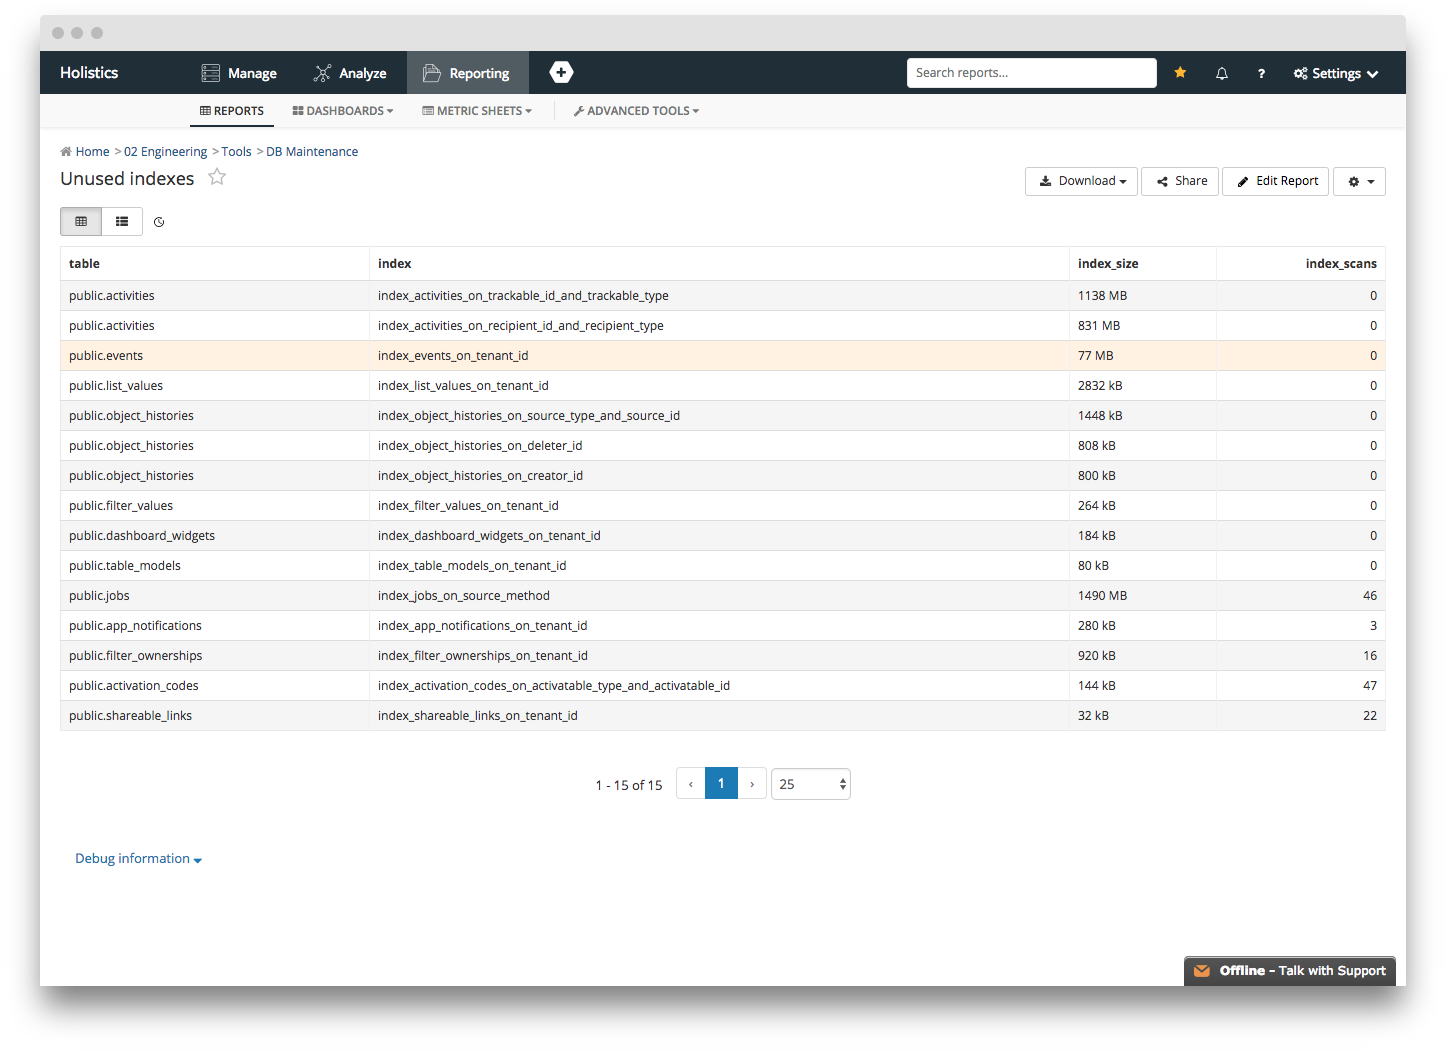 Holistics Manage Analyze Reporting Search reports... ? Settings
REPORTS DASHBOARDS METRIC SHEETS ADVANCED TOOLS
Home > 02 Engineering > Tools > DB Maintenance
Unused indexes Download Share Edit Report
table index index_size index_scans
public.activities index_activities_on_trackable_id_and_trackable_type 1138 MB 0
public.activities index_activities_on_recipient_id_and_recipient_type 831 MB 0
public.events index_events_on_tenant_id 77 MB 0
public.list_values index_list_values_on_tenant_id 2832 kB 0
public.object_histories index_object_histories_on_source_type_and_source_id 1448 kB 0
public.object_histories index_object_histories_on_deleter_id 808 kB 0
public.object_histories index_object_histories_on_creator_id 800 kB 0
public.filter_values index_filter_values_on_tenant_id 264 kB 0
public.dashboard_widgets index_dashboard_widgets_on_tenant_id 184 kB 0
public.table_models index_table_models_on_tenant_id 80 kB 0
public.jobs index_jobs_on_source_method 1490 MB 46
public.app_notifications index_app_notifications_on_tenant_id 280 kB 3
public.filter_ownerships index_filter_ownerships_on_tenant_id 920 kB 16
public.activation_codes index_activation_codes_on_activatable_type_and_activatable_id 144 kB 47
public.shareable_links index_shareable_links_on_tenant_id 32 kB 22
1 - 15 of 15 ‹ 1 › 25
Debug information
Offline – Talk with Support